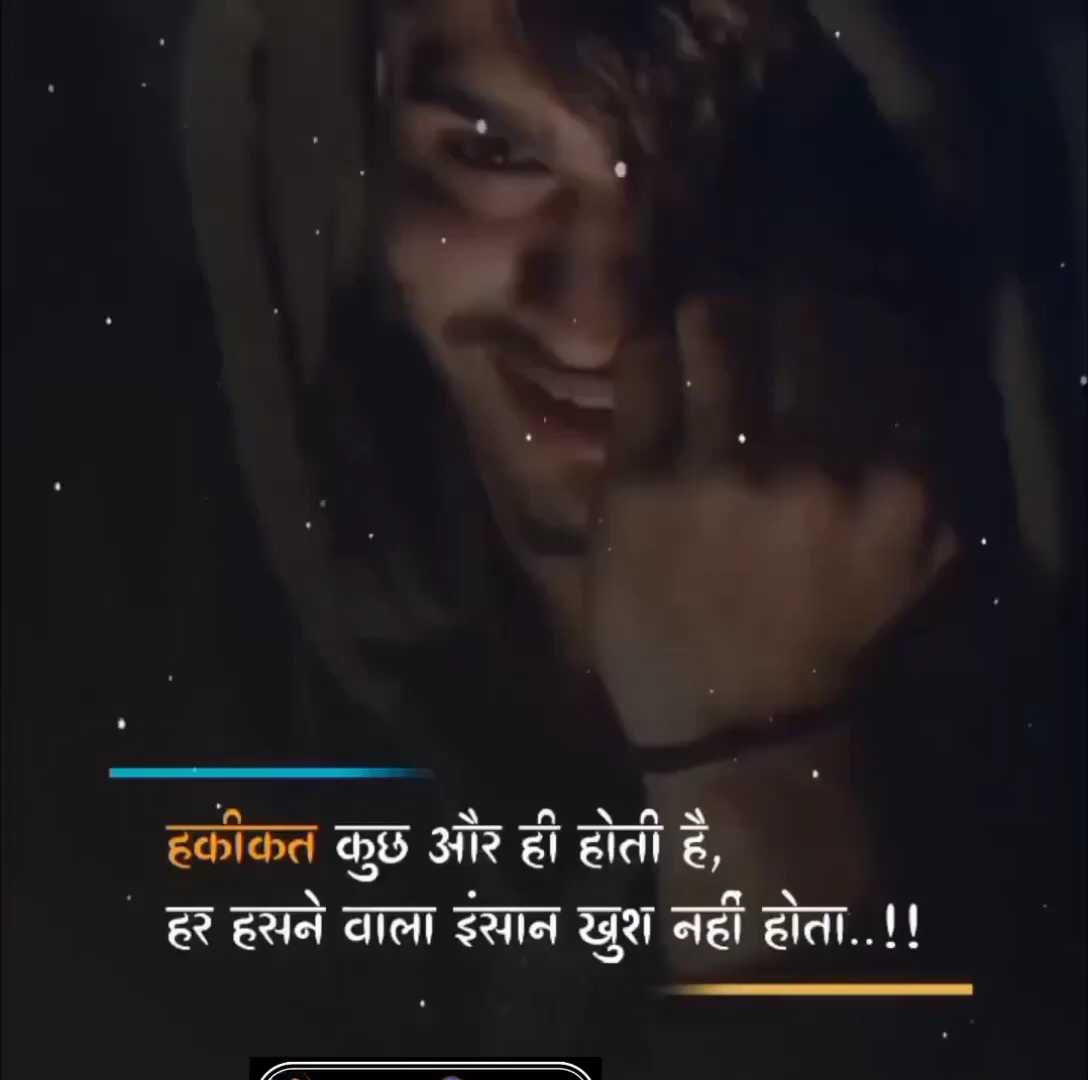 हकीकत कुछ और ही होती है,
हर हसने वाला इंसान खुश नहीं होता..!!